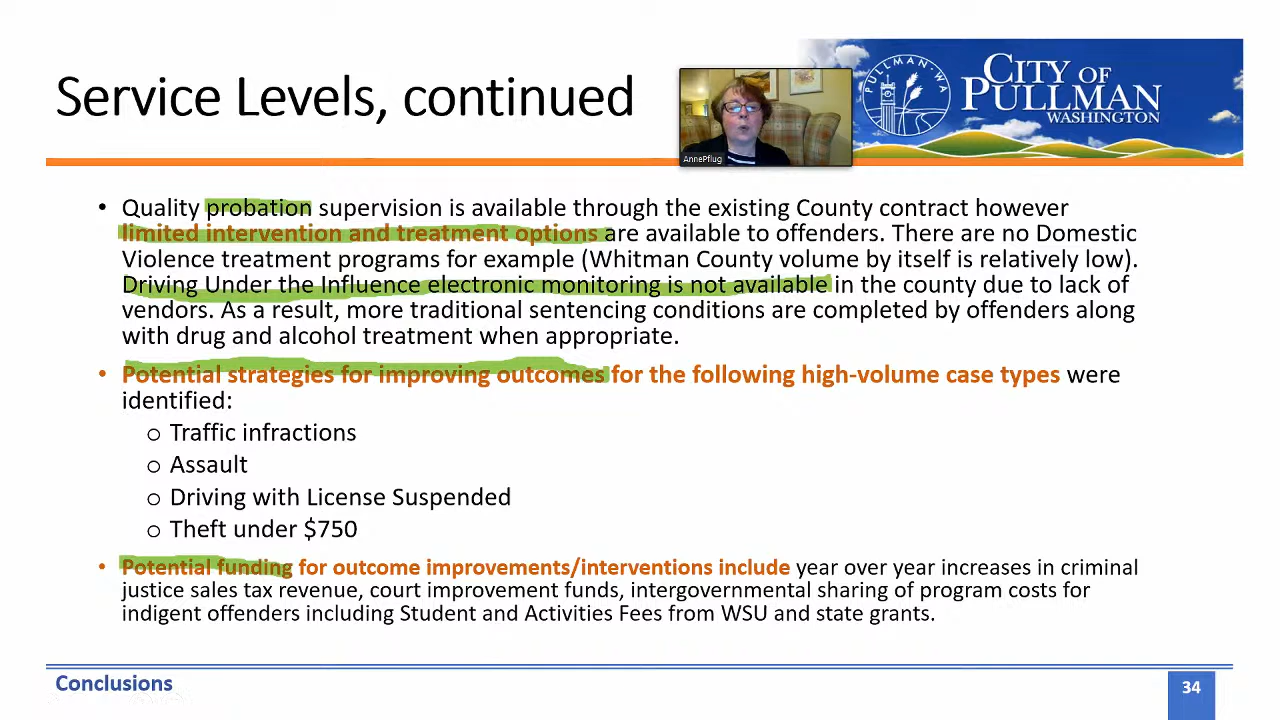 Service Levels, continued
AnnePflug
PULLMAN·WA
CITY OF
PULLMAN
WASHINGTON
• Quality probation supervision is available through the existing County contract however
limited intervention and treatment options are available to offenders. There are no Domestic
Violence treatment programs for example (Whitman County volume by itself is relatively low).
Driving Under the Influence electronic monitoring is not available in the county due to lack of
vendors. As a result, more traditional sentencing conditions are completed by offenders along
with drug and alcohol treatment when appropriate.
• Potential strategies for improving outcomes for the following high-volume case types were
identified:
o Traffic infractions
o Assault
o Driving with License Suspended
o Theft under $750
• Potential funding for outcome improvements/interventions include year over year increases in criminal
justice sales tax revenue, court improvement funds, intergovernmental sharing of program costs for
indigent offenders including Student and Activities Fees from WSU and state grants.
Conclusions
34